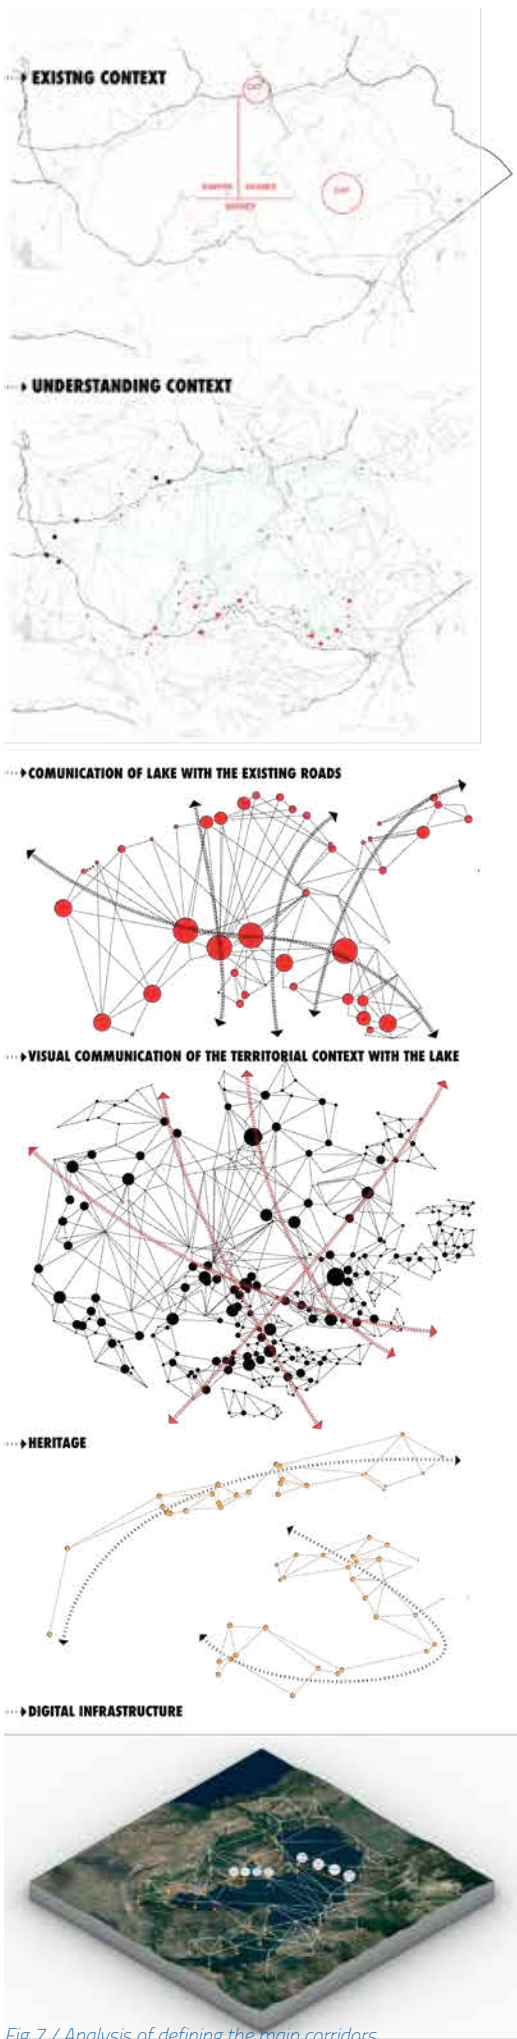 EXISTNG CONTEXT
UNDERSTANDING CONTEXT
COMUNICATION OF LAKE WITH THE EXISTING ROADS
VISUAL COMMUNICATION OF THE TERRITORIAL CONTEXT WITH THE LAKE
HERITAGE
DIGITAL INFRASTRUCTURE
Fig 7 / Analysis of defining the main corridors